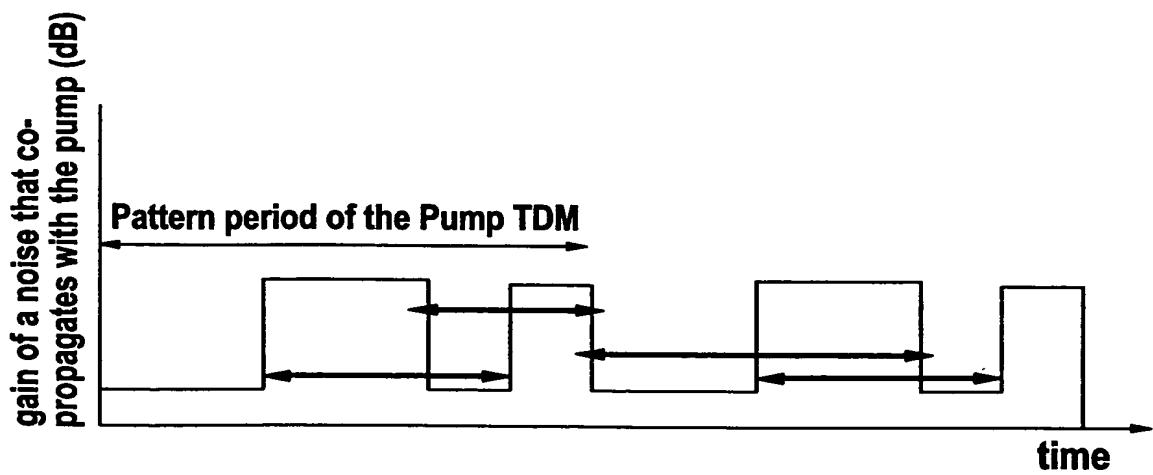 gain of a noise that co-
propagates with the pump (dB)
Pattern period of the Pump TDM
time